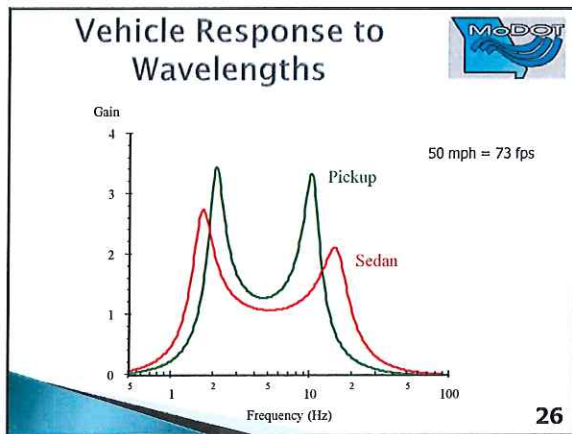 Vehicle Response to
Wavelengths
MoDOT
Gain
4
50 mph = 73 fps
3
Pickup
2
Sedan
1
0
5 1 2 5 10 2 20 100
Frequency (Hz)
26